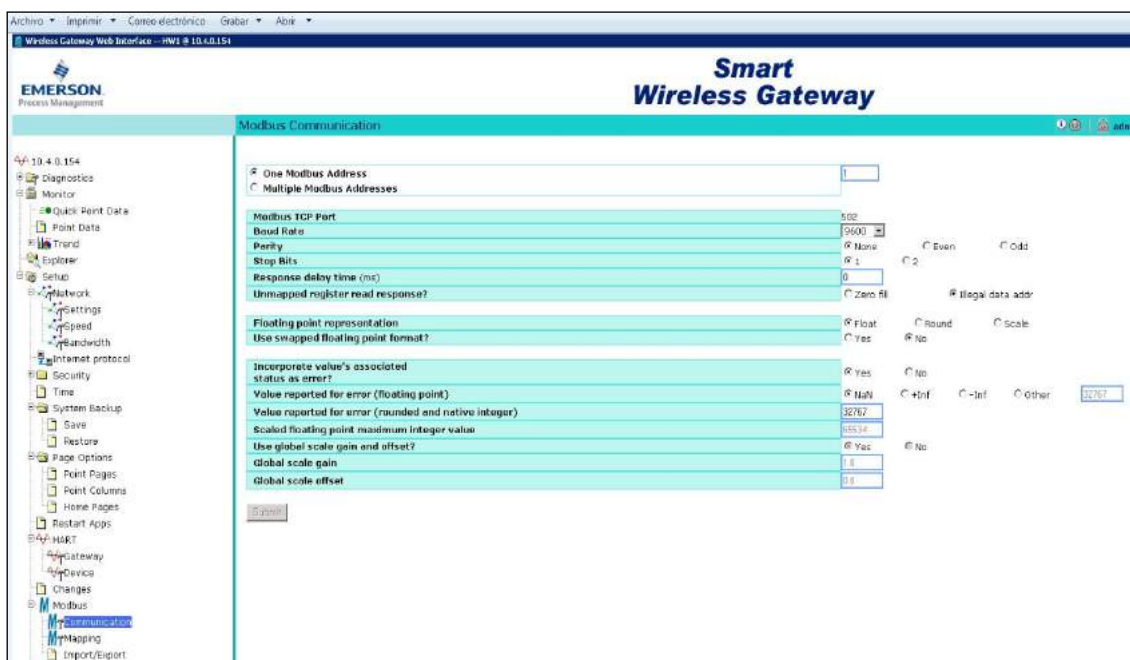 Archivo Imprimir Correo electrónico Grabar Abrir
Wireless Gateway Web Interface -- HW1 @ 10.4.0.154
EMERSON.
Process Management
Smart
Wireless Gateway
Modbus Communication
10.4.0.154
Diagnostics
Monitor
Quick Point Data
Point Data
Trend
Explorer
Setup
Network
Settings
Speed
Bandwidth
Internet protocol
Security
Time
System Backup
Save
Restore
Page Options
Point Pages
Point Columns
Home Pages
Restart Apps
HART
Gateway
Device
Changes
Modbus
Communication
Mapping
Import/Export
One Modbus Address 1
Multiple Modbus Addresses
Modbus TCP Port 502
Baud Rate 9600
Parity None Even Odd
Stop Bits 1 2
Response delay time (ms) 0
Unmapped register read response? Zero fill Illegal data addr
Floating point representation Float Round Scale
Use swapped floating point format? Yes No
Incorporate value's associated
status as error? Yes No
Value reported for error (floating point) NaN +Inf -Inf Other 32767
Value reported for error (rounded and native integer) 32767
Scaled floating point maximum integer value 65534
Use global scale gain and offset? Yes No
Global scale gain
Global scale offset
Submit